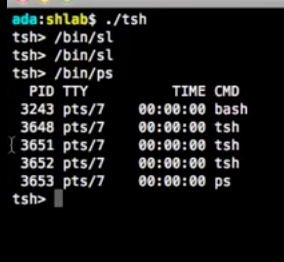 ada:shlab$ ./tsh
tsh> /bin/sl
tsh> /bin/sl
tsh> /bin/ps
  PID TTY          TIME CMD
 3243 pts/7    00:00:00 bash
 3648 pts/7    00:00:00 tsh
 3651 pts/7    00:00:00 tsh
 3652 pts/7    00:00:00 tsh
 3653 pts/7    00:00:00 ps
tsh>